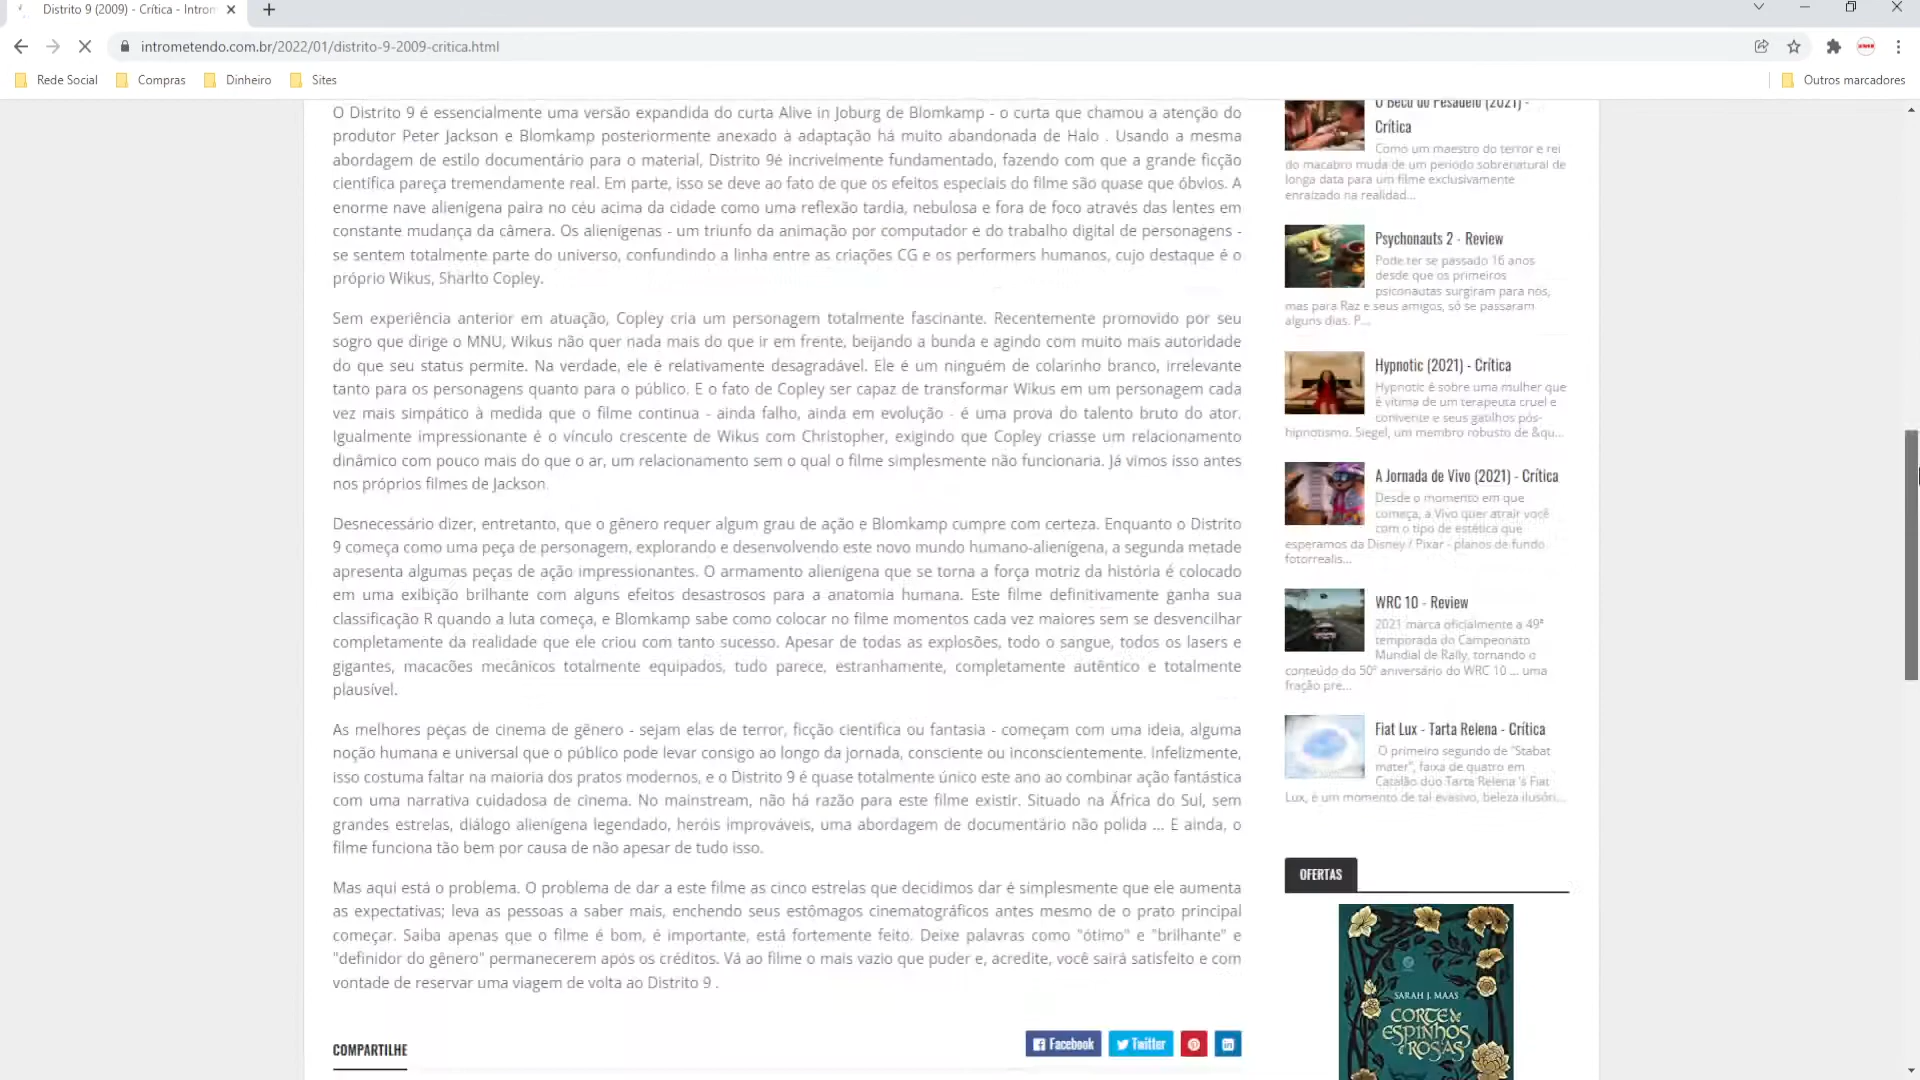 Distrito 9 (2009) - Crítica - Introm
intrometendo.com.br/2022/01/distrito-9-2009-critica.html
Rede Social
Compras
Dinheiro
Sites
Outros marcadores
O Distrito 9 é essencialmente uma versão expandida do curta Alive in Joburg de Blomkamp - o curta que chamou a atenção do
produtor Peter Jackson e Blomkamp posteriormente anexado à adaptação há muito abandonada de Halo . Usando a mesma
abordagem de estilo documentário para o material, Distrito 9é incrivelmente fundamentado, fazendo com que a grande ficção
científica pareça tremendamente real. Em parte, isso se deve ao fato de que os efeitos especiais do filme são quase que óbvios. A
enorme nave alienígena paira no céu acima da cidade como uma reflexão tardia, nebulosa e fora de foco através das lentes em
constante mudança da câmera. Os alienígenas - um triunfo da animação por computador e do trabalho digital de personagens -
se sentem totalmente parte do universo, confundindo a linha entre as criações CG e os performers humanos, cujo destaque é o
próprio Wikus, Sharlto Copley.
Sem experiência anterior em atuação, Copley cria um personagem totalmente fascinante. Recentemente promovido por seu
sogro que dirige o MNU, Wikus não quer nada mais do que ir em frente, beijando a bunda e agindo com muito mais autoridade
do que seu status permite. Na verdade, ele é relativamente desagradável. Ele é um ninguém de colarinho branco, irrelevante
tanto para os personagens quanto para o público. E o fato de Copley ser capaz de transformar Wikus em um personagem cada
vez mais simpático à medida que o filme continua - ainda falho, ainda em evolução - é uma prova do talento bruto do ator.
Igualmente impressionante é o vínculo crescente de Wikus com Christopher, exigindo que Copley criasse um relacionamento
dinâmico com pouco mais do que o ar, um relacionamento sem o qual o filme simplesmente não funcionaria. Já vimos isso antes
nos próprios filmes de Jackson.
Desnecessário dizer, entretanto, que o gênero requer algum grau de ação e Blomkamp cumpre com certeza. Enquanto o Distrito
9 começa como uma peça de personagem, explorando e desenvolvendo este novo mundo humano-alienígena, a segunda metade
apresenta algumas peças de ação impressionantes. O armamento alienígena que se torna a força motriz da história é colocado
em uma exibição brilhante com alguns efeitos desastrosos para a anatomia humana. Este filme definitivamente ganha sua
classificação R quando a luta começa, e Blomkamp sabe como colocar no filme momentos cada vez maiores sem se desvencilhar
completamente da realidade que ele criou com tanto sucesso. Apesar de todas as explosões, todo o sangue, todos os lasers e
gigantes, macacões mecânicos totalmente equipados, tudo parece, estranhamente, completamente autêntico e totalmente
plausível.
As melhores peças de cinema de gênero - sejam elas de terror, ficção científica ou fantasia - começam com uma ideia, alguma
noção humana e universal que o público pode levar consigo ao longo da jornada, consciente ou inconscientemente. Infelizmente,
isso costuma faltar na maioria dos pratos modernos, e o Distrito 9 é quase totalmente único este ano ao combinar ação fantástica
com uma narrativa cuidadosa de cinema. No mainstream, não há razão para este filme existir. Situado na África do Sul, sem
grandes estrelas, diálogo alienígena legendado, heróis improváveis, uma abordagem de documentário não polida ... E ainda, o
filme funciona tão bem por causa de não apesar de tudo isso.
Mas aqui está o problema. O problema de dar a este filme as cinco estrelas que decidimos dar é simplesmente que ele aumenta
as expectativas; leva as pessoas a saber mais, enchendo seus estômagos cinematográficos antes mesmo de o prato principal
começar. Saiba apenas que o filme é bom, é importante, está fortemente feito. Deixe palavras como "ótimo" e "brilhante" e
"definidor do gênero" permanecerem após os créditos. Vá ao filme o mais vazio que puder e, acredite, você sairá satisfeito e com
vontade de reservar uma viagem de volta ao Distrito 9 .
COMPARTILHE
Facebook
Twitter
O Beco do Pesadelo (2021) -
Crítica
Como um maestro do terror e rei
do macabro muda de um período sobrenatural de
longa data para um filme exclusivamente
enraizado na realidad...
Psychonauts 2 - Review
Pode ter se passado 16 anos
desde que os primeiros
psiconautas surgiram para nós,
mas para Raz e seus amigos, só se passaram
alguns dias. P...
Hypnotic (2021) - Crítica
Hypnotic é sobre uma mulher que
é vítima de um terapeuta cruel e
conivente e seus gatilhos pós-
hipnotismo. Siegel, um membro robusto de &qu...
A Jornada de Vivo (2021) - Crítica
Desde o momento em que
começa, a Vivo quer atrair você
com o tipo de estética que
esperamos da Disney / Pixar - planos de fundo
fotorrealis...
WRC 10 - Review
2021 marca oficialmente a 49ª
temporada do Campeonato
Mundial de Rally, tornando o
conteúdo do 50º aniversário do WRC 10 ... uma
fração pre...
Fiat Lux - Tarta Relena - Crítica
O primeiro segundo de "Stabat
mater", faixa de quatro em
Catalão duo Tarta Relena 's Fiat
Lux, é um momento de tal evasivo, beleza ilusóri...
OFERTAS
SARAH J. MAAS
CORTE DE
ESPINHOS
E ROSAS